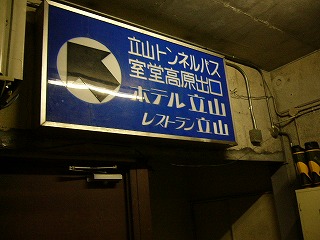 立山トンネルバス
室堂高原出口
ホテル立山
レストラン立山